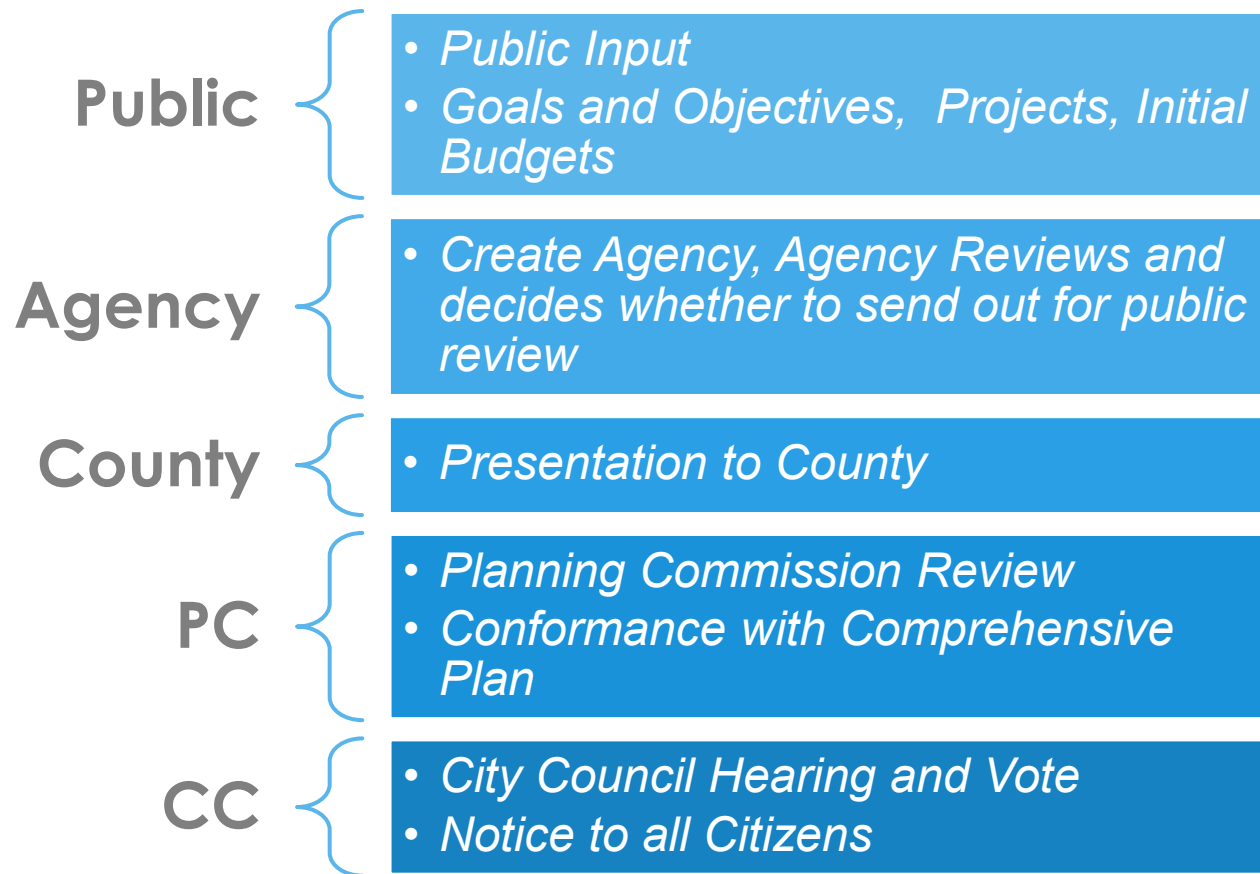 Public
• Public Input
• Goals and Objectives,  Projects, Initial
Budgets
Agency
• Create Agency, Agency Reviews and
decides whether to send out for public
review
County
• Presentation to County
PC
• Planning Commission Review
• Conformance with Comprehensive
Plan
CC
• City Council Hearing and Vote
• Notice to all Citizens